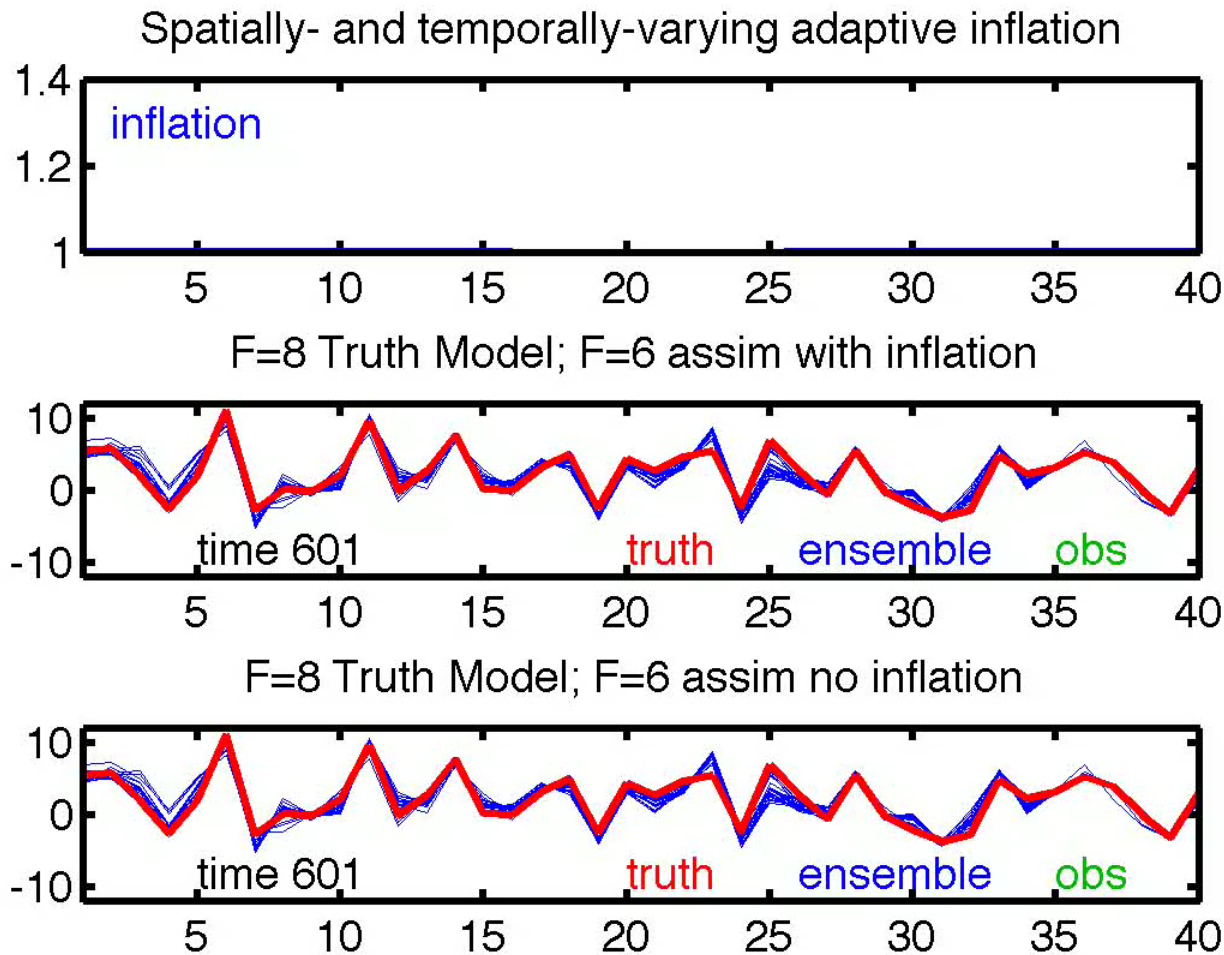 Spatially- and temporally-varying adaptive inflation
1.4
inflation
1.2
1
5 10 15 20 25 30 35 40
F=8 Truth Model; F=6 assim with inflation
10
0
-10
time 601 truth ensemble obs
5 10 15 20 25 30 35 40
F=8 Truth Model; F=6 assim no inflation
10
0
-10
time 601 truth ensemble obs
5 10 15 20 25 30 35 40